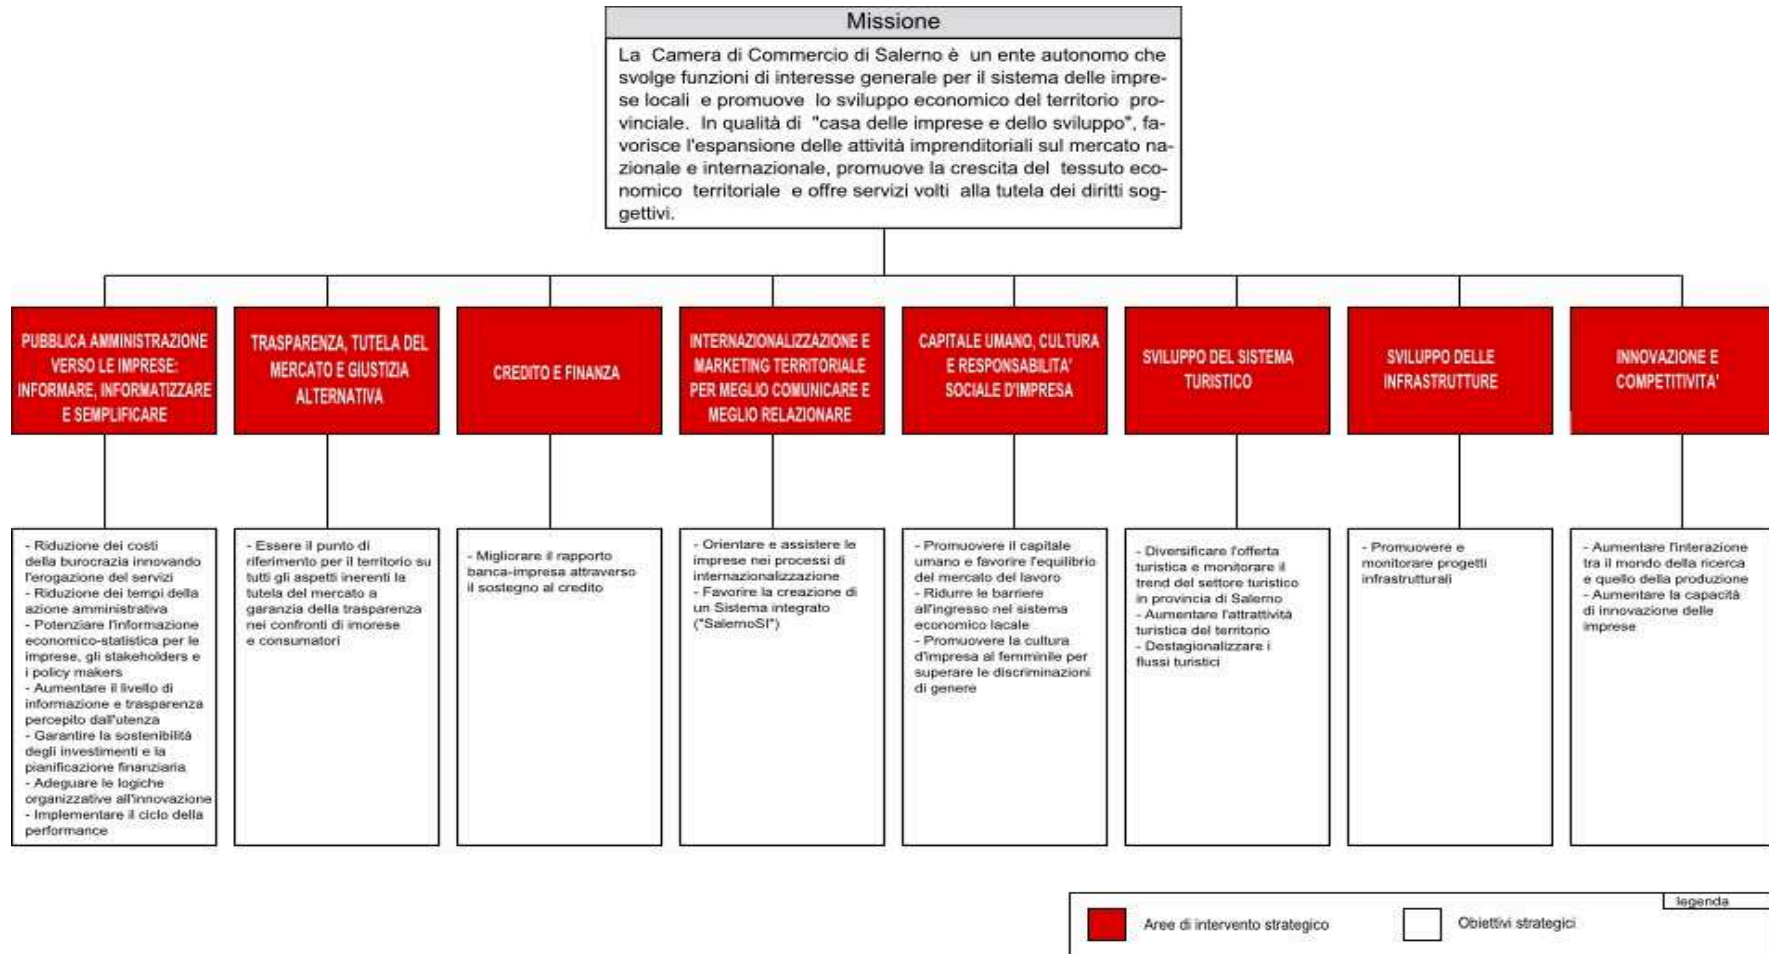 Missione
La Camera di Commercio di Salerno è un ente autonomo che
svolge funzioni di interesse generale per il sistema delle impre-
se locali e promuove lo sviluppo economico del territorio pro-
vinciale. In qualità di "casa delle imprese e dello sviluppo", fa-
vorisce l'espansione delle attività imprenditoriali sul mercato na-
zionale e internazionale, promuove la crescita del tessuto eco-
nomico territoriale e offre servizi volti alla tutela dei diritti sog-
gettivi.
PUBBLICA AMMINISTRAZIONE
VERSO LE IMPRESE:
INFORMARE, INFORMATIZZARE
E SEMPLIFICARE
TRASPARENZA, TUTELA DEL
MERCATO E GIUSTIZIA
ALTERNATIVA
CREDITO E FINANZA
INTERNAZIONALIZZAZIONE E
MARKETING TERRITORIALE
PER MEGLIO COMUNICARE E
MEGLIO RELAZIONARE
CAPITALE UMANO, CULTURA
E RESPONSABILITA'
SOCIALE D'IMPRESA
SVILUPPO DEL SISTEMA
TURISTICO
SVILUPPO DELLE
INFRASTRUTTURE
INNOVAZIONE E
COMPETITIVITA'
- Riduzione dei costi
della burocrazia innovando
l'erogazione del servizi
- Riduzione dei tempi della
azione amministrativa
- Potenziare l'informazione
economico-statistica per le
imprese, gli stakeholders e
i policy makers
- Aumentare il livello di
informazione e trasparenza
percepito dall'utenza
- Garantire la sostenibilità
degli investimenti e la
pianificazione finanziaria
- Adeguare le logiche
organizzative all'innovazione
- Implementare il ciclo della
performance
- Essere il punto di
riferimento per il territorio su
tutti gli aspetti inerenti la
tutela del mercato a
garanzia della trasparenza
nei confronti di imorese
e consumatori
- Migliorare il rapporto
banca-impresa attraverso
il sostegno al credito
- Orientare e assistere le
imprese nei processi di
internazionalizzazione
- Favorire la creazione di
un Sistema integrato
("SalernoSI")
- Promuovere il capitale
umano e favorire l'equilibrio
del mercato del lavoro
- Ridurre le barriere
all'ingresso nel sistema
economico lacale
- Promuovere la cultura
d'impresa al femminile per
superare le discriminazioni
di genere
- Diversificare l'offerta
turistica e monitorare il
trend del settore turistico
in provincia di Salerno
- Aumentare l'attrattività
turistica del territorio
- Destagionalizzare i
flussi turistici
- Promuovere e
monitorare progetti
infrastrutturali
- Aumentare l'interazione
tra il mondo della ricerca
e quello della produzione
- Aumentare la capacità
di innovazione delle
imprese
legenda
Aree di intervento strategico
Obiettivi strategici